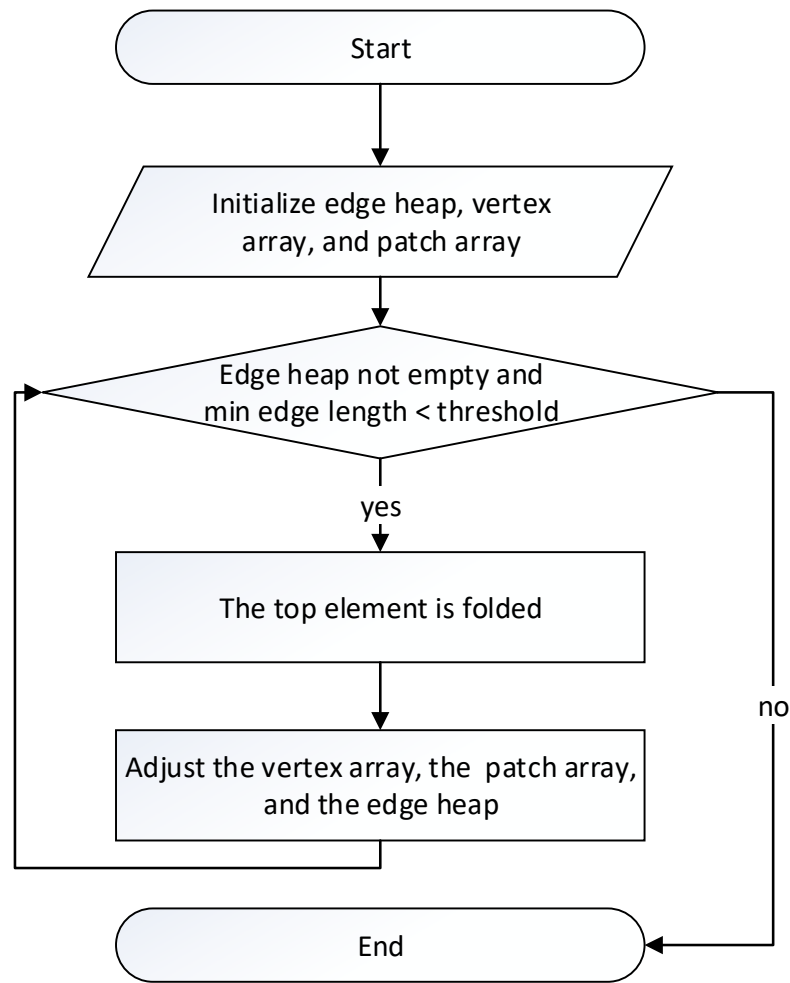 Start
Initialize edge heap, vertex
array, and patch array
Edge heap not empty and
min edge length < threshold
yes
The top element is folded
no
Adjust the vertex array, the  patch array,
and the edge heap
End